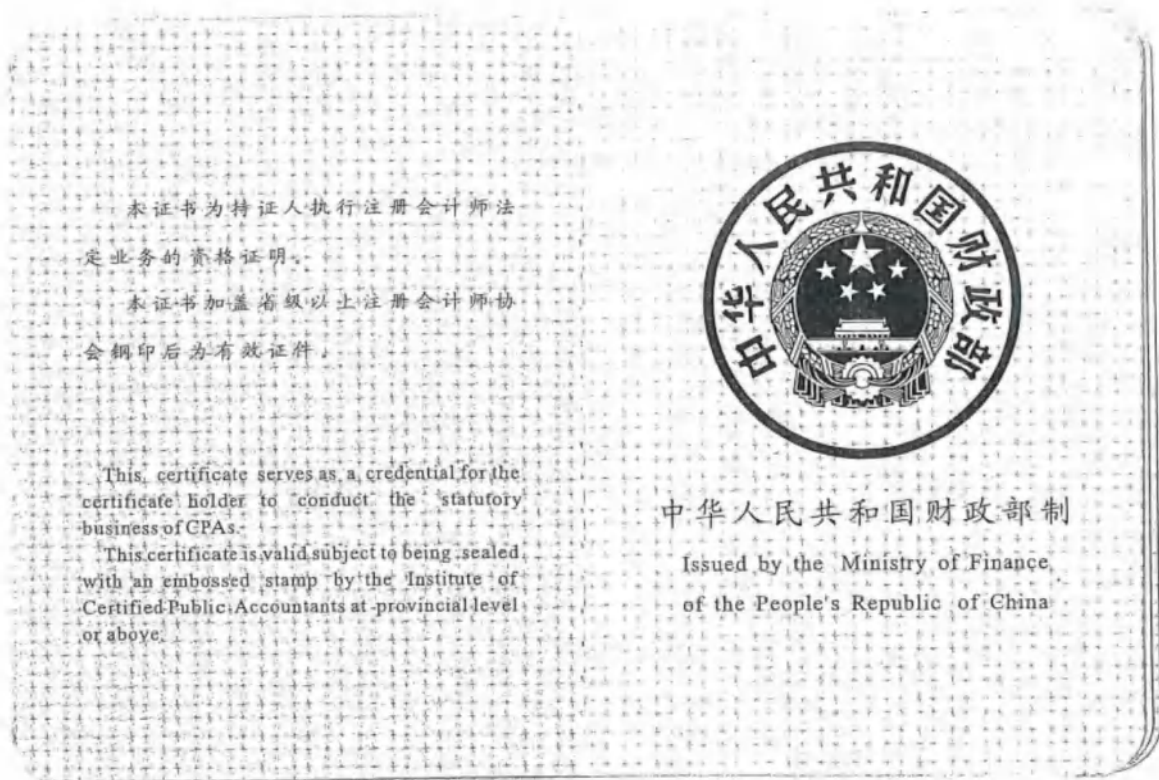 本证书为持证人执行注册会计师法
定业务的资格证明。
本证书加盖省级以上注册会计师协
会钢印后为有效证件。
This certificate serves as a credential for the
certificate holder to conduct the statutory
business of CPAs.
This certificate is valid subject to being sealed
with an embossed stamp by the Institute of
Certified Public Accountants at provincial level
or above.
中华人民共和国财政部
中华人民共和国财政部制
Issued by the Ministry of Finance
of the People's Republic of China